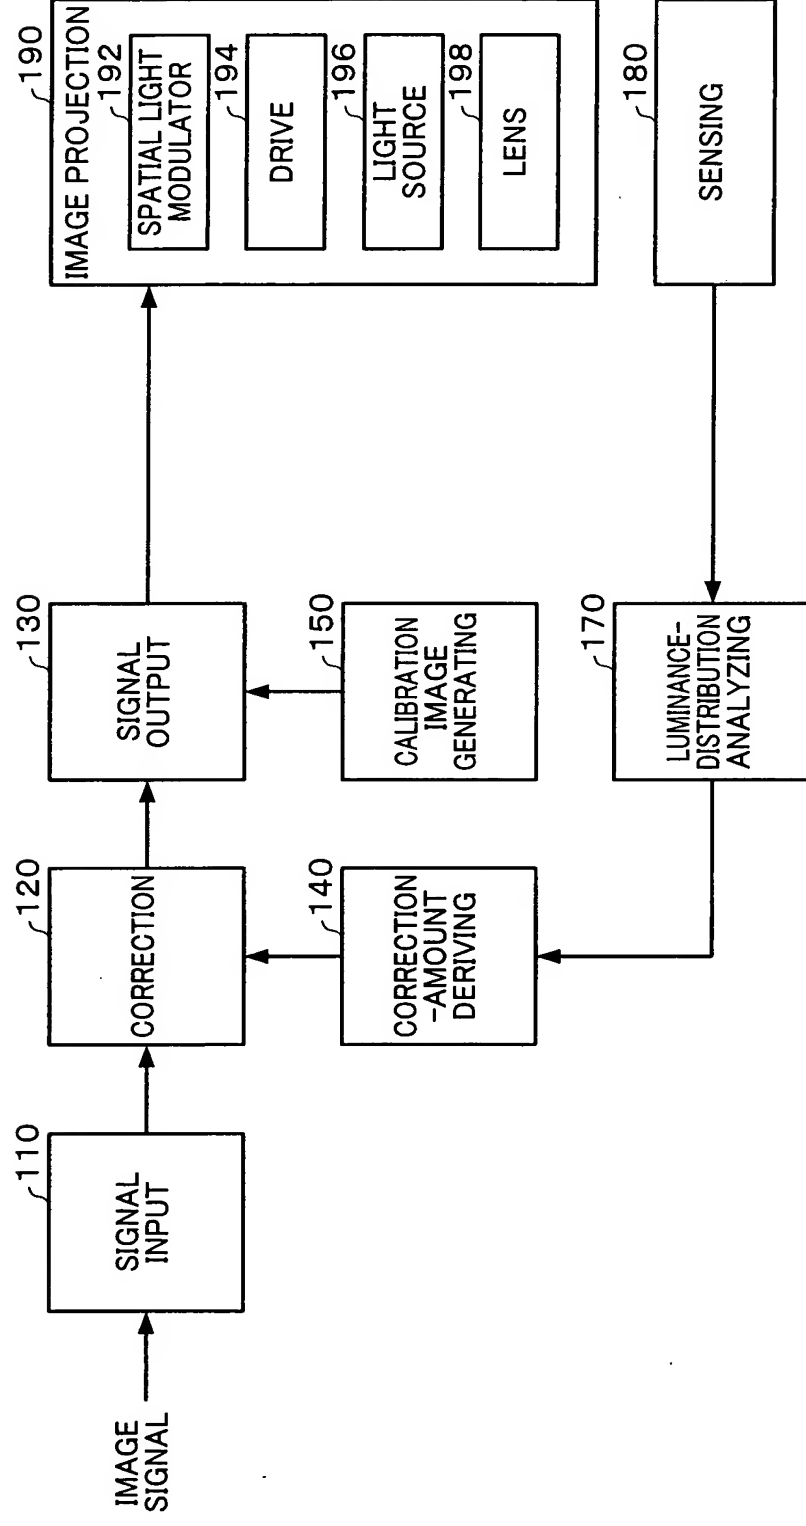 IMAGE
SIGNAL
110
SIGNAL
INPUT
120
CORRECTION
130
SIGNAL
OUTPUT
140
CORRECTION
-AMOUNT
DERIVING
150
CALIBRATION
IMAGE
GENERATING
170
LUMINANCE-
DISTRIBUTION
ANALYZING
180
SENSING
190
IMAGE PROJECTION
192
SPATIAL LIGHT
MODULATOR
194
DRIVE
196
LIGHT
SOURCE
198
LENS